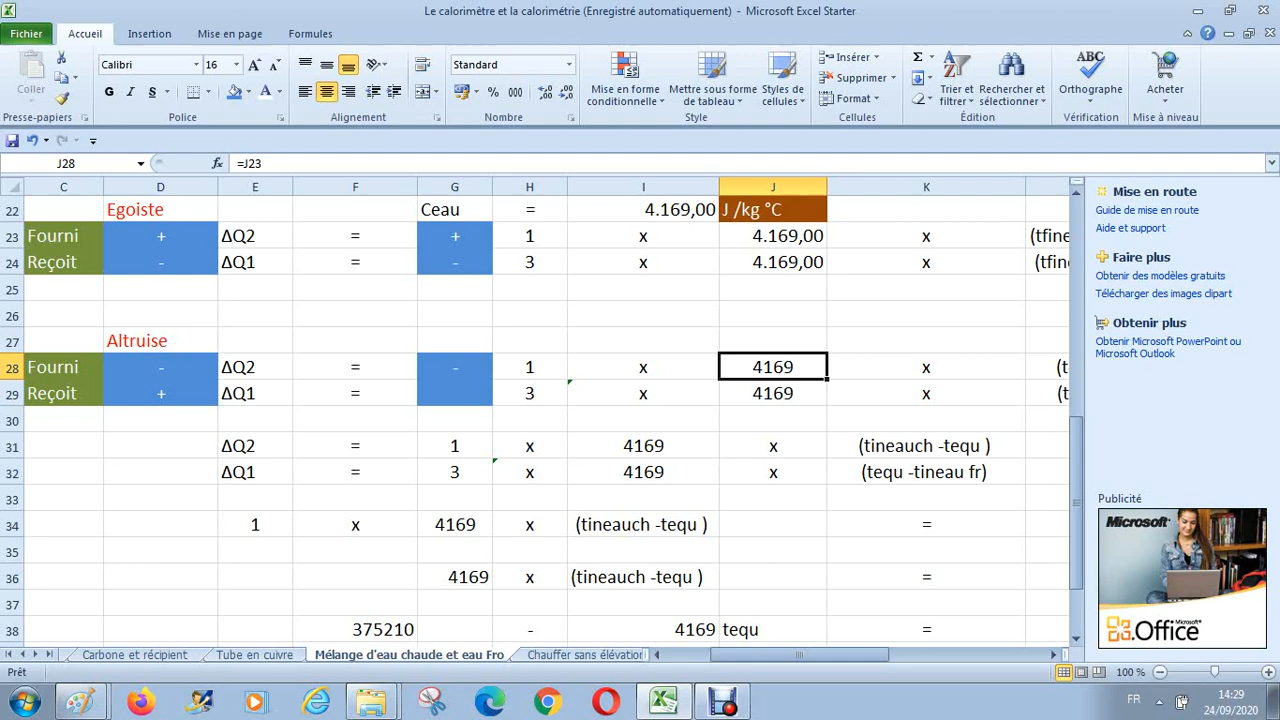 Le calorimètre et la calorimétrie (Enregistré automatiquement) - Microsoft Excel Starter
Fichier Accueil Insertion Mise en page Formules
Calibri 16 Standard
Coller
G I S
% 000
Mise en forme conditionnelle
Mettre sous forme de tableau
Styles de cellules
Insérer
Supprimer
Format
Σ
Trier et filtrer
Rechercher et sélectionner
ABC
Orthographe
Acheter
Presse-papiers Police Alignement Nombre Style Cellules Édition Vérification Mise à niveau
J28 fx =J23
C D E F G H I J K
22 Egoiste Ceau = 4.169,00 J /kg °C
23 Fourni + ΔQ2 = + 1 x 4.169,00 x (tfine
24 Reçoit - ΔQ1 = - 3 x 4.169,00 x (tfin
25
26
27 Altruise
28 Fourni - ΔQ2 = - 1 x 4169 x (t
29 Reçoit + ΔQ1 = 3 x 4169 x (t
30
31 ΔQ2 = 1 x 4169 x (tineauch -tequ )
32 ΔQ1 = 3 x 4169 x (tequ -tineau fr)
33
34 1 x 4169 x (tineauch -tequ ) =
35
36 4169 x (tineauch -tequ ) =
37
38 375210 - 4169 tequ =
Mise en route
Guide de mise en route
Aide et support
Faire plus
Obtenir des modèles gratuits
Télécharger des images clipart
Obtenir plus
Obtenir Microsoft PowerPoint ou
Microsoft Outlook
Publicité
Microsoft
Office
Carbone et récipient Tube en cuivre Mélange d'eau chaude et eau Fro Chauffer sans élévation
Prêt 100 %
FR 14:29
24/09/2020